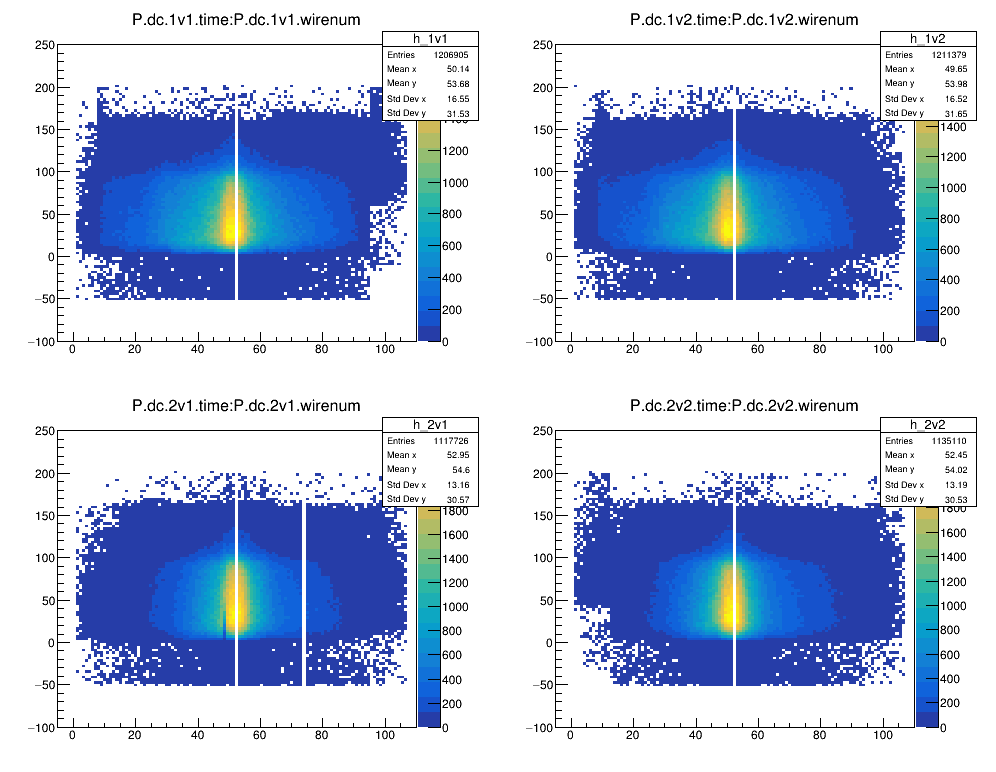 P.dc.1v1.time:P.dc.1v1.wirenum
h_1v1
Entries 1206905
Mean x 50.14
Mean y 53.68
Std Dev x 16.55
Std Dev y 31.53
250
200
150
100
50
0
−50
−100
0 20 40 60 80 100
1200
1000
800
600
400
200
0
P.dc.1v2.time:P.dc.1v2.wirenum
h_1v2
Entries 1211379
Mean x 49.65
Mean y 53.98
Std Dev x 16.52
Std Dev y 31.65
250
200
150
100
50
0
−50
−100
0 20 40 60 80 100
1400
1200
1000
800
600
400
200
0
P.dc.2v1.time:P.dc.2v1.wirenum
h_2v1
Entries 1117726
Mean x 52.95
Mean y 54.6
Std Dev x 13.16
Std Dev y 30.57
250
200
150
100
50
0
−50
−100
0 20 40 60 80 100
1800
1600
1400
1200
1000
800
600
400
200
0
P.dc.2v2.time:P.dc.2v2.wirenum
h_2v2
Entries 1135110
Mean x 52.45
Mean y 54.02
Std Dev x 13.19
Std Dev y 30.53
250
200
150
100
50
0
−50
−100
0 20 40 60 80 100
1800
1600
1400
1200
1000
800
600
400
200
0